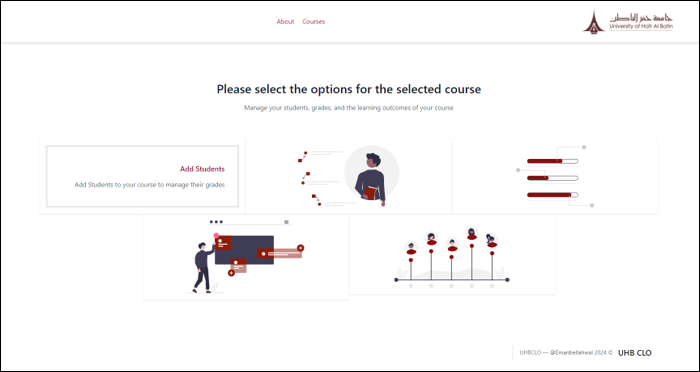 About Courses
جامعة حفر الباطن
University of Hafr Al Batin
Please select the options for the selected course
Manage your students, grades, and the learning outcomes of your course
Add Students
Add Students to your course to manage their grades
UHBCLO — @Emanbellahwal 2024 © UHB CLO